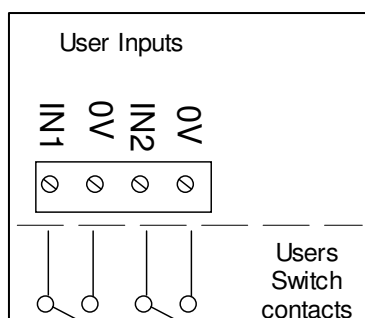 User Inputs
IN1
0V
IN2
0V
Users
Switch
contacts